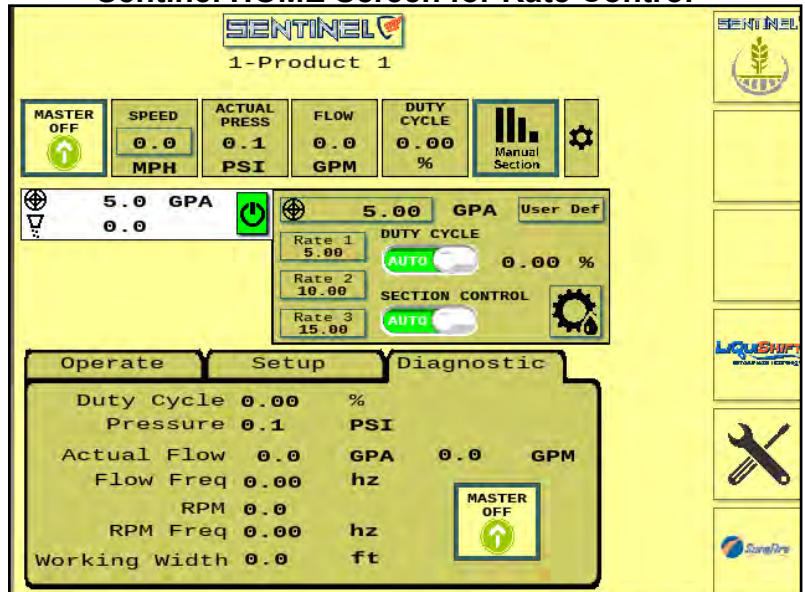 Sentinel HOME Screen for Rate Control
SENTINEL
SENTINEL
1-Product 1
MASTER OFF
SPEED
0.0
MPH
ACTUAL PRESS
0.1
PSI
FLOW
0.0
GPM
DUTY CYCLE
0.00
%
Manual Section
5.0 GPA
0.0
5.00 GPA User Def
Rate 1
5.00
Rate 2
10.00
Rate 3
15.00
DUTY CYCLE
AUTO 0.00 %
SECTION CONTROL
AUTO
LiquiShift
Operate Setup Diagnostic
Duty Cycle 0.00 %
Pressure 0.1 PSI
Actual Flow 0.0 GPA 0.0 GPM
Flow Freq 0.00 hz
RPM 0.0
RPM Freq 0.00 hz
Working Width 0.0 ft
MASTER
OFF
SureFire